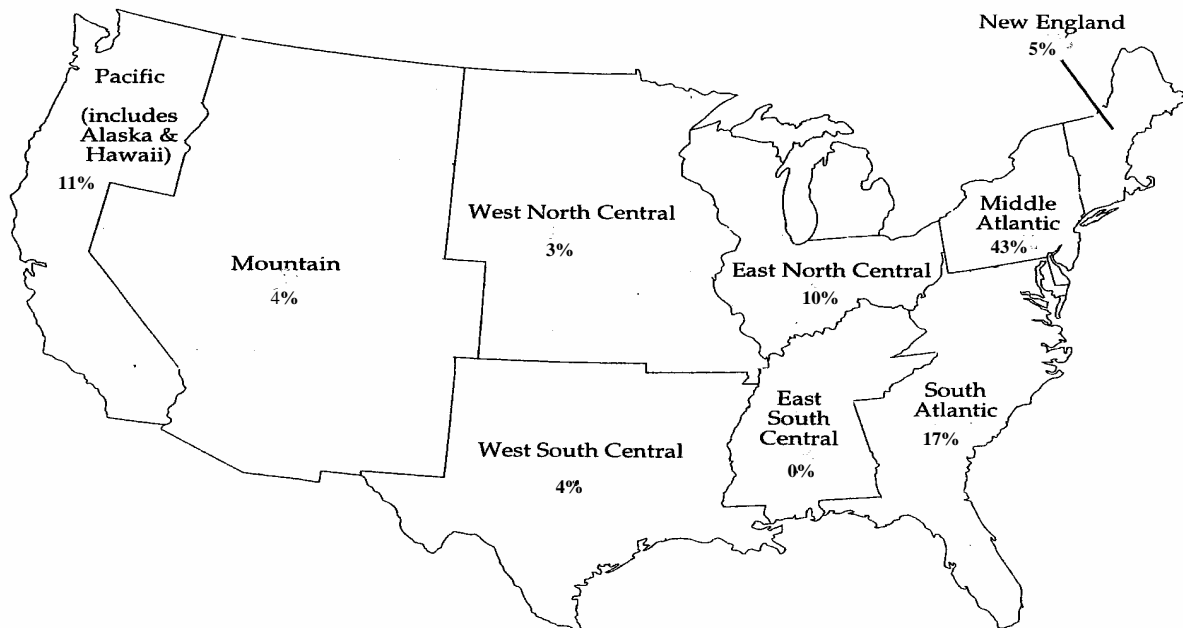 New England
5%
Pacific
(includes
Alaska &
Hawaii)
11%
Mountain
4%
West North Central
3%
East North Central
10%
Middle
Atlantic
43%
West South Central
4%
East
South
Central
0%
South
Atlantic
17%